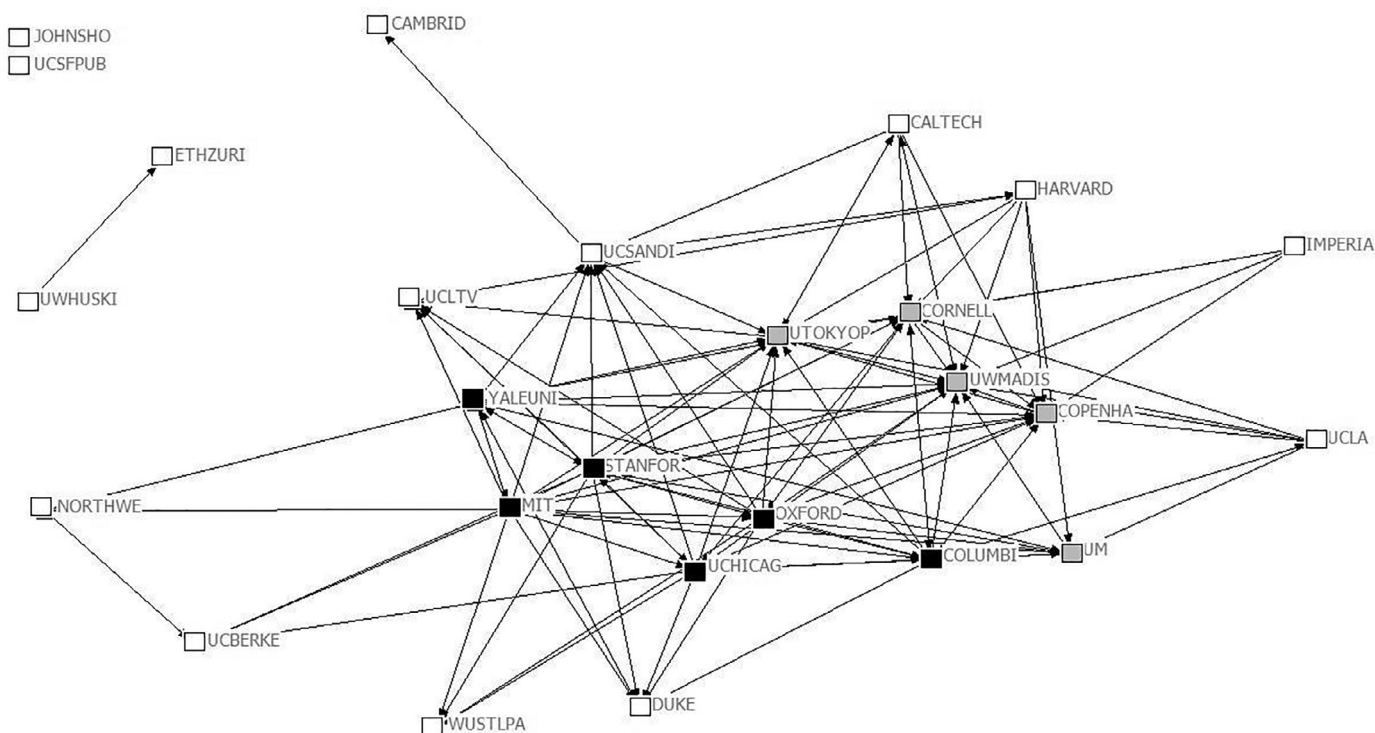 CAMBRID
JOHNSHO
UCSFPUB
CALTECH
ETHZURI
HARVARD
IMPERIA
UCSANDI
UWHUSKI
UCLTV
CORNELL
UTOKYOP
UWMADIS
YALEUNI
COPENHA
UCLA
STANFOR
NORTHWE
MIT
OXFORD
COLUMBI
UM
UCHICAG
UCBERKE
DUKE
WUSTLPA